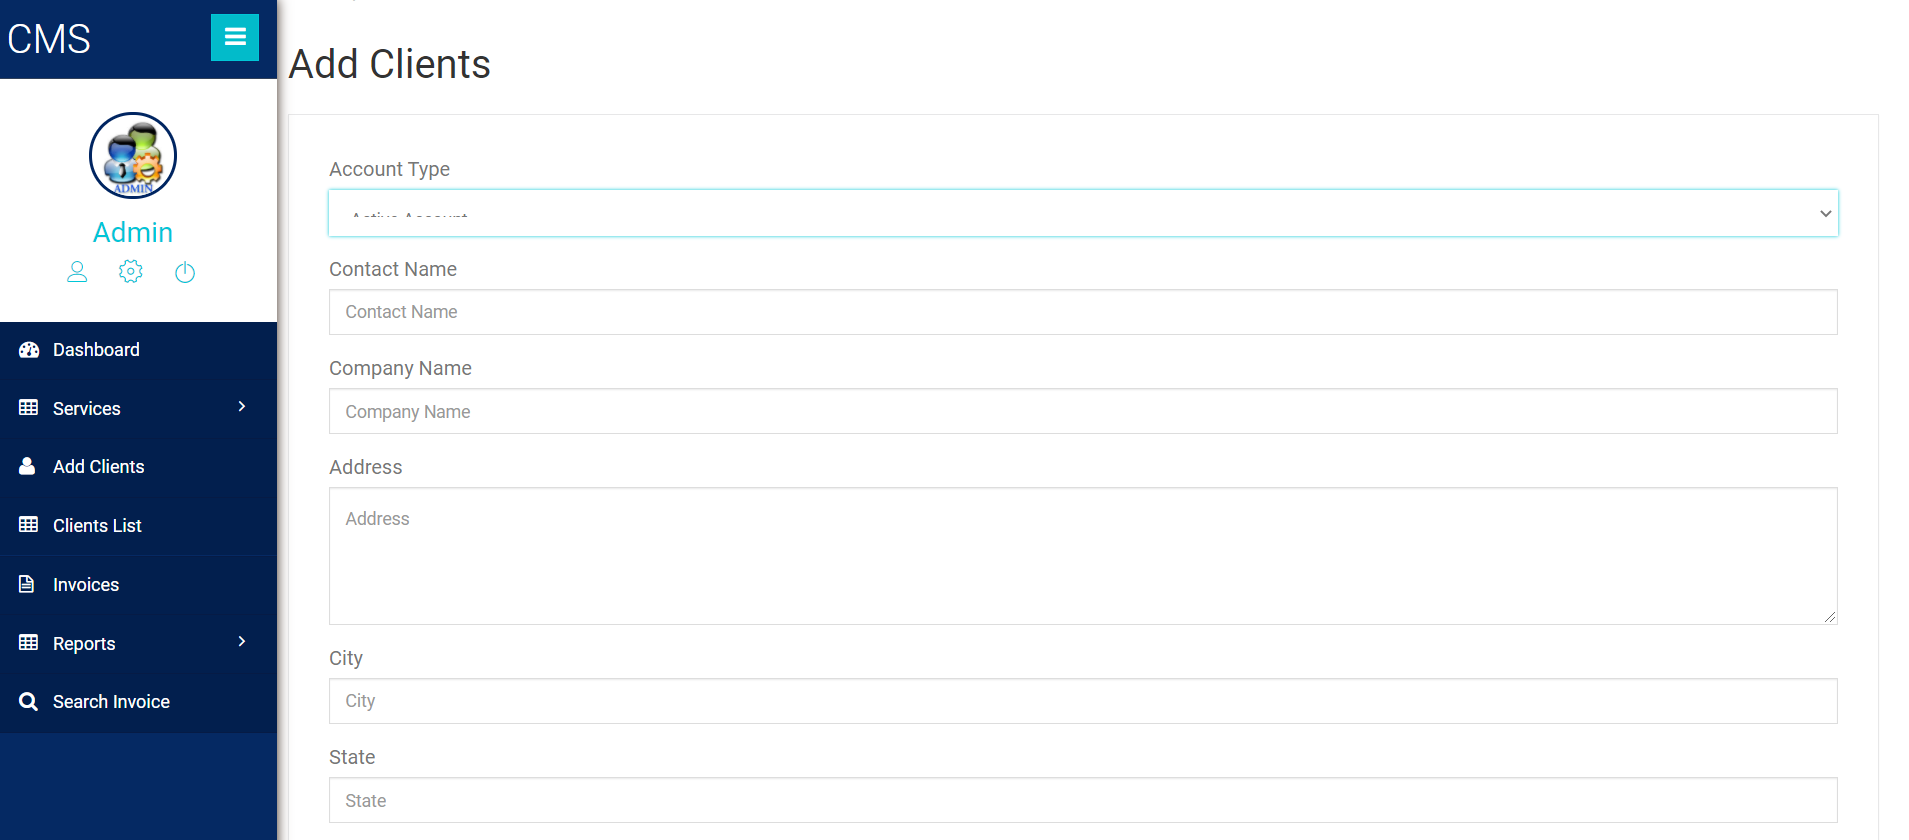 CMS
ADMIN
Admin
Dashboard
Services
Add Clients
Clients List
Invoices
Reports
Search Invoice
Add Clients
Account Type
Active Account
Contact Name
Contact Name
Company Name
Company Name
Address
Address
City
City
State
State